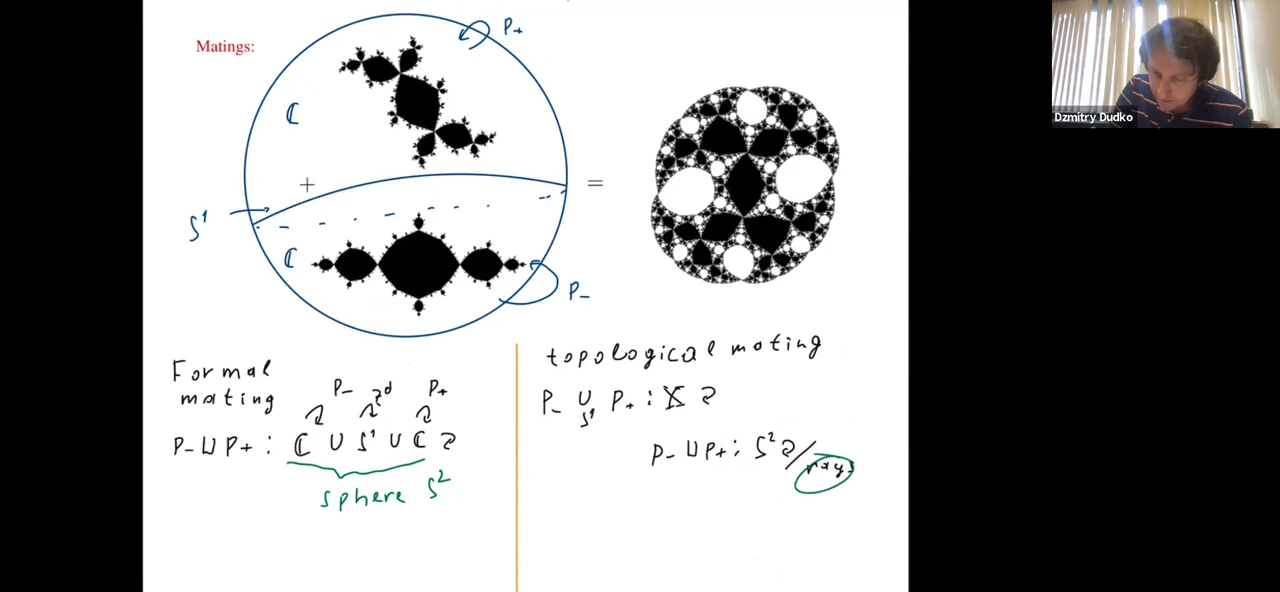 Matings:
P+
ℂ
+
=
S¹
ℂ
P-
Dzmitry Dudko
Formal
mating
P- z^d P+
P- ⊔ P+ : ℂ ∪ S¹ ∪ ℂ ↻
sphere S²
topological mating
P- ∪ P+ : X ↻
S¹
P- ⊔ P+ : S² ↻ / rays